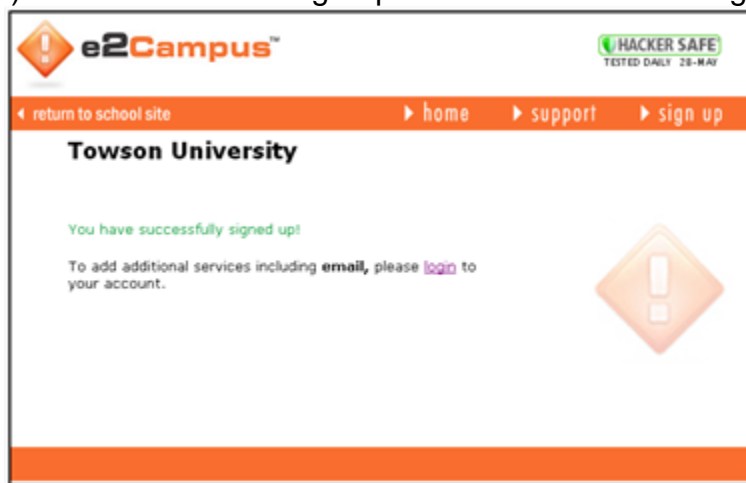 e2Campus™
HACKER SAFE
TESTED DAILY 28-MAY
return to school site
home
support
sign up
Towson University
You have successfully signed up!
To add additional services including email, please login to
your account.